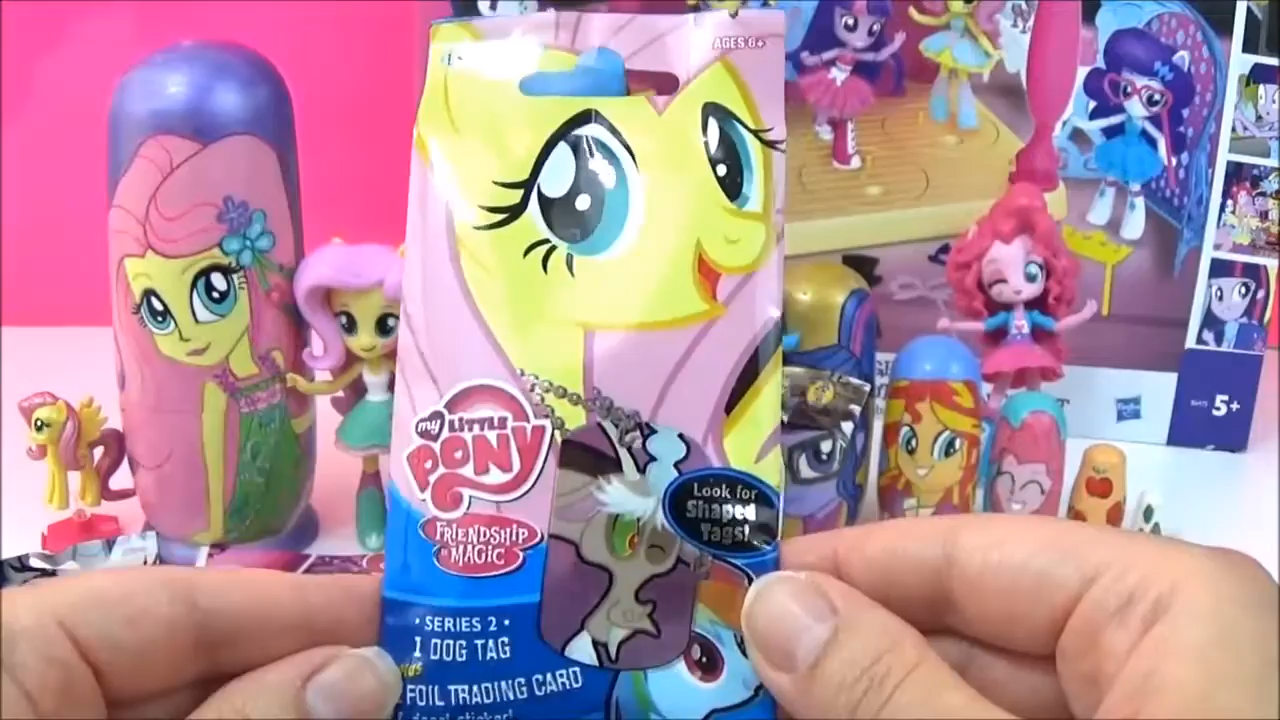 AGES 6+
my LITTLE
PONY
FRIENDSHIP
IS MAGIC
Look for
Shaped
Tags!
• SERIES 2 •
1 DOG TAG
FOIL TRADING CARD
sticker!
5+